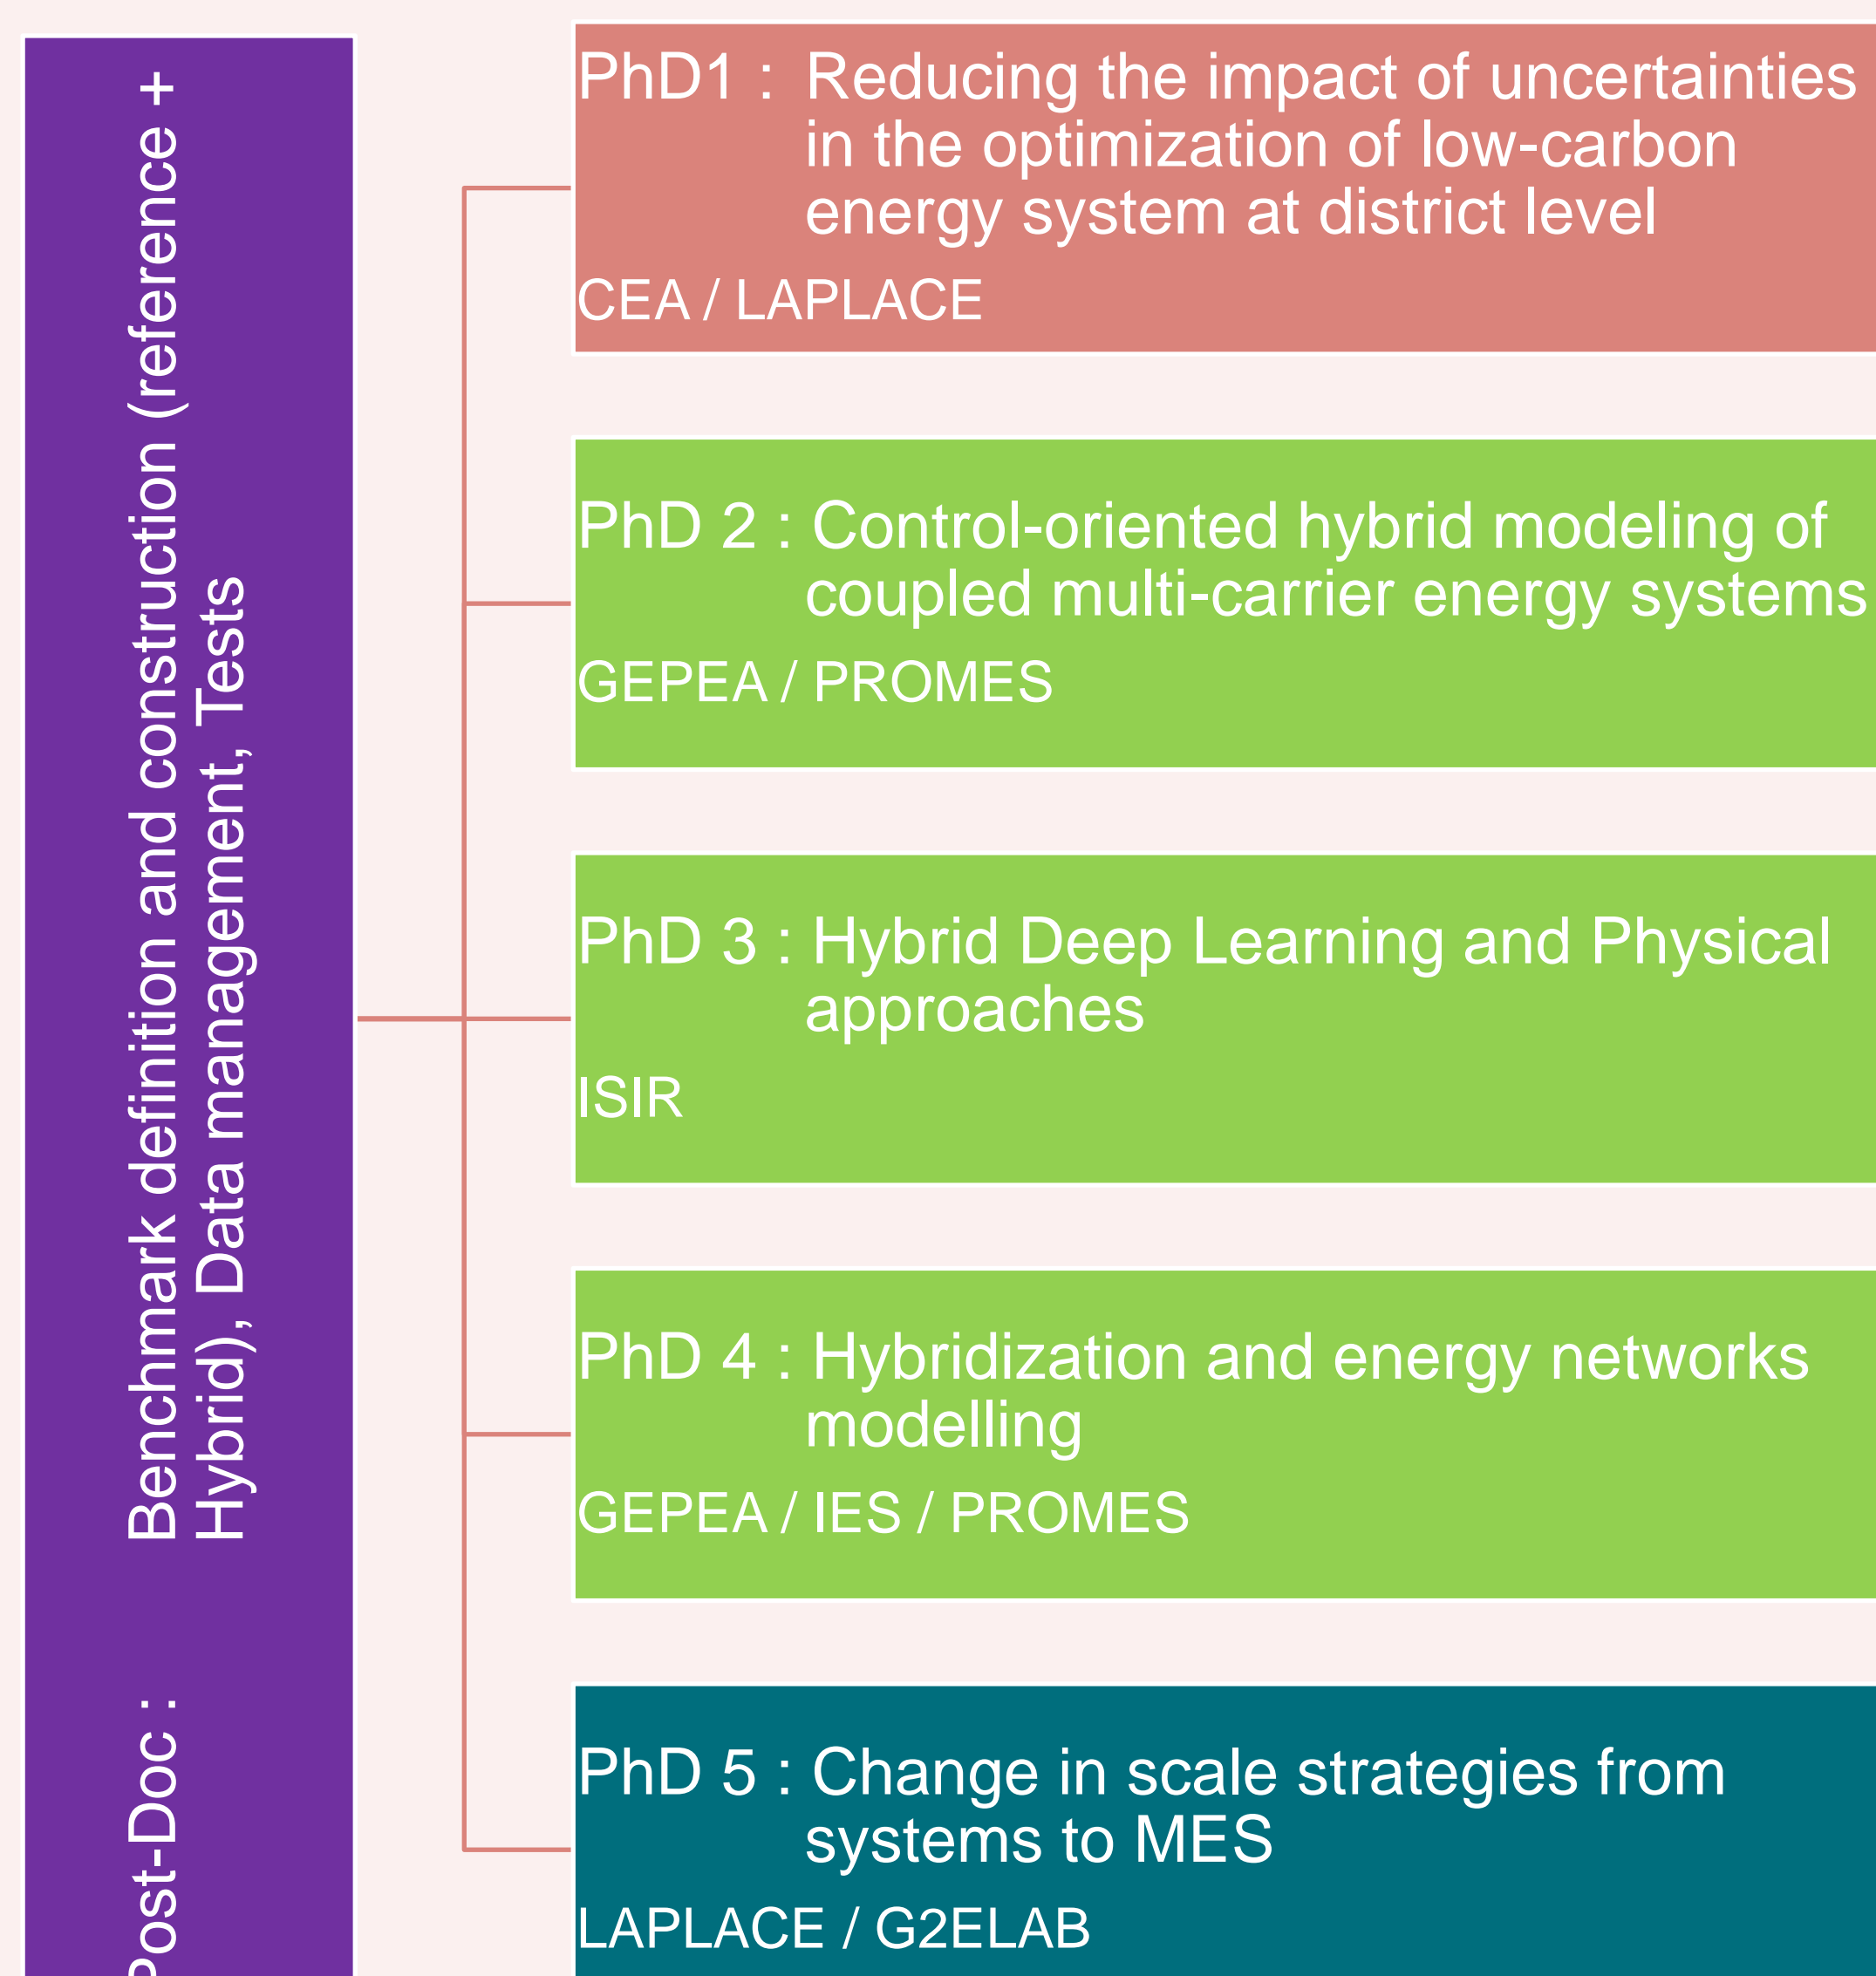 Post-Doc : Benchmark definition and construction (reference +
Hybrid), Data management, Tests
PhD1 : Reducing the impact of uncertainties
in the optimization of low-carbon
energy system at district level
CEA / LAPLACE
PhD 2 : Control-oriented hybrid modeling of
coupled multi-carrier energy systems
GEPEA / PROMES
PhD 3 : Hybrid Deep Learning and Physical
approaches
ISIR
PhD 4 : Hybridization and energy networks
modelling
GEPEA / IES / PROMES
PhD 5 : Change in scale strategies from
systems to MES
LAPLACE / G2ELAB